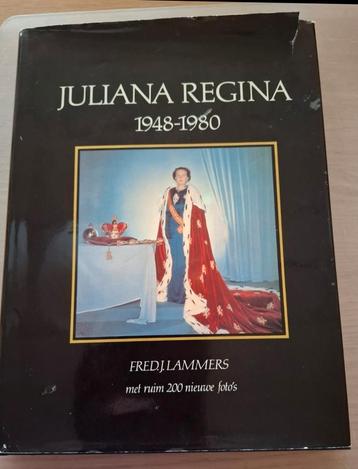 JULIANA REGINA
1948-1980
FRED.J.LAMMERS
met ruim 200 nieuwe foto's